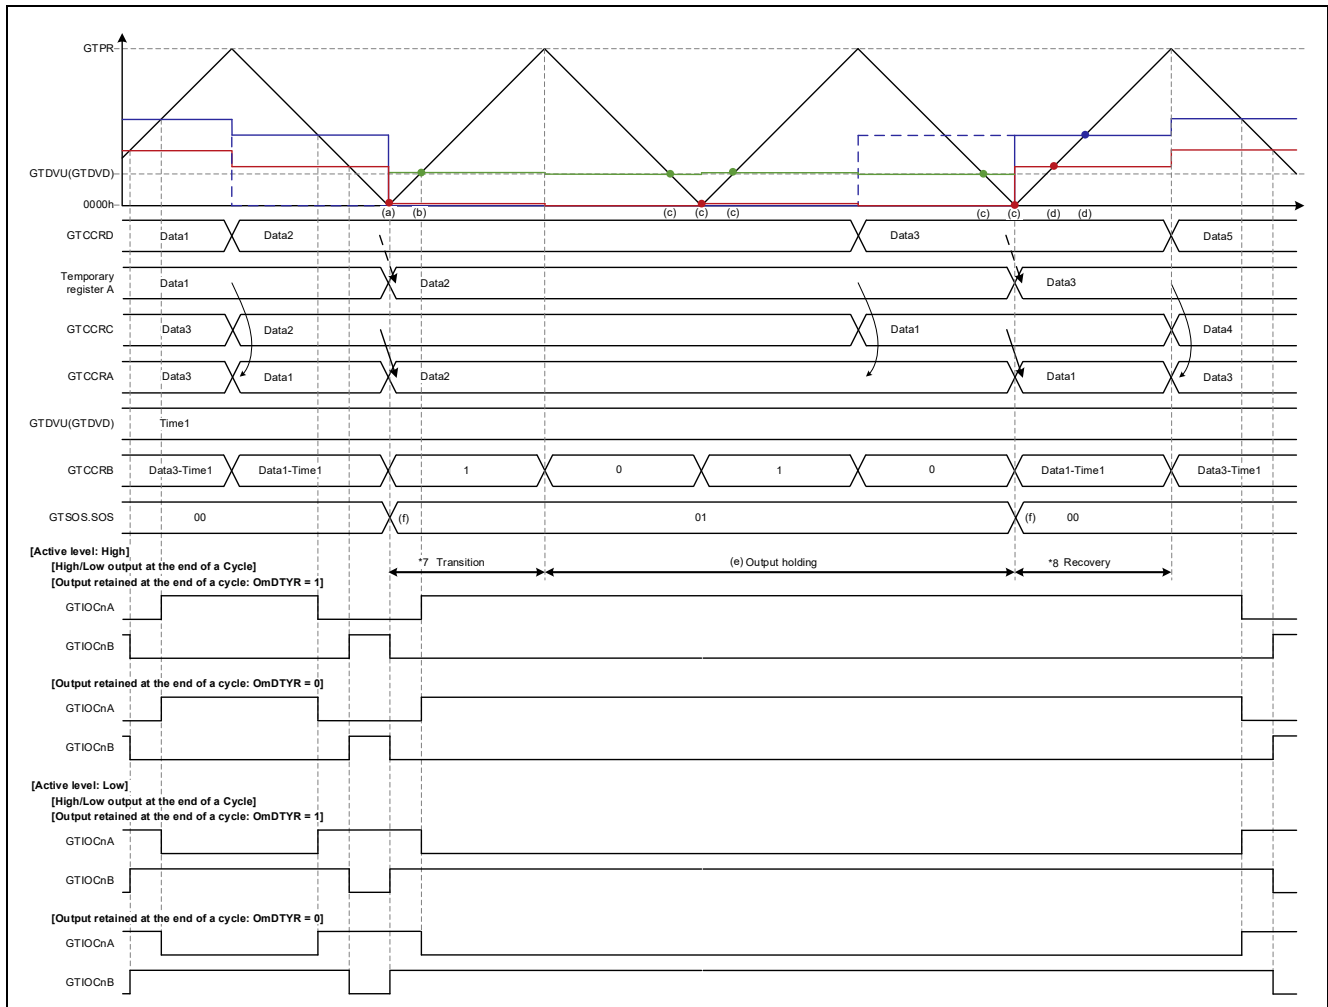 GTPR
GTDVU(GTDVD)
0000h
(a) (b) (c) (c) (c) (c) (c) (d) (d)
GTCCRD Data1 Data2 Data3 Data5
Temporary register A Data1 Data2 Data3
GTCCRC Data3 Data2 Data1 Data4
GTCCRA Data3 Data1 Data2 Data1 Data3
GTDVU(GTDVD) Time1
GTCCRB Data3-Time1 Data1-Time1 1 0 1 0 Data1-Time1 Data3-Time1
GTSOS.SOS 00 (f) 01 (f) 00
[Active level: High]
[High/Low output at the end of a Cycle] *7 Transition (e) Output holding *8 Recovery
[Output retained at the end of a cycle: OmDTYR = 1]
GTIOCnA
GTIOCnB
[Output retained at the end of a cycle: OmDTYR = 0]
GTIOCnA
GTIOCnB
[Active level: Low]
[High/Low output at the end of a Cycle]
[Output retained at the end of a cycle: OmDTYR = 1]
GTIOCnA
GTIOCnB
[Output retained at the end of a cycle: OmDTYR = 0]
GTIOCnA
GTIOCnB